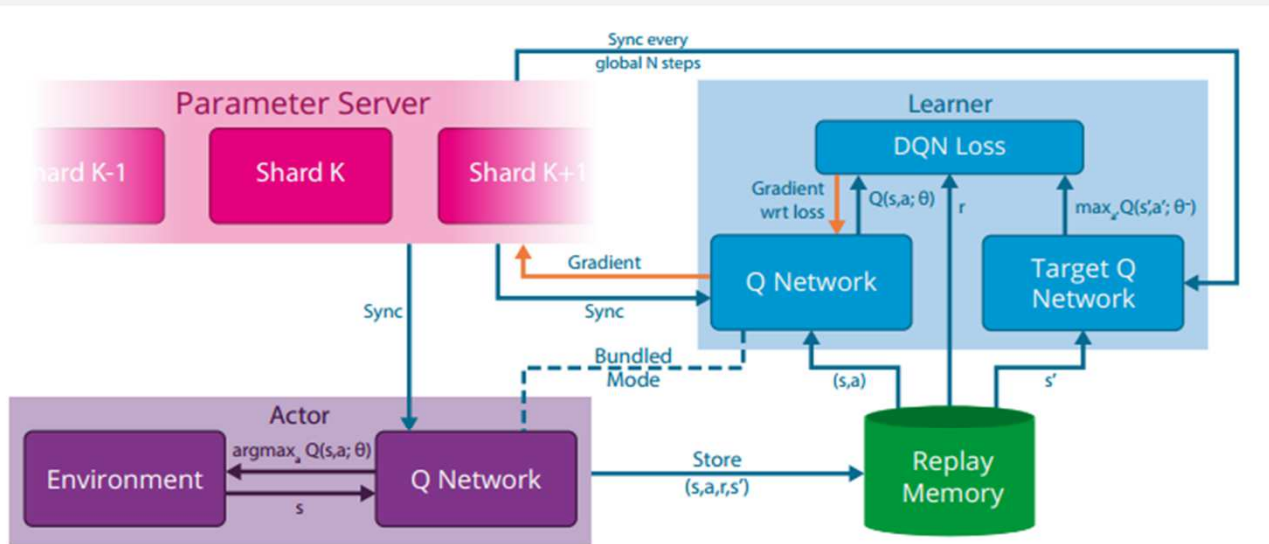 Sync every
global N steps
Parameter Server
Learner
DQN Loss
hard K-1
Shard K
Shard K+1
Gradient
wrt loss
Q(s,a; θ)
r
maxₐ′ Q(s′,a′; θ⁻)
Gradient
Q Network
Target Q
Network
Sync
Sync
Bundled
Mode
(s,a)
s′
Actor
Environment
argmaxₐ Q(s,a; θ)
s
Q Network
Store
(s,a,r,s′)
Replay
Memory